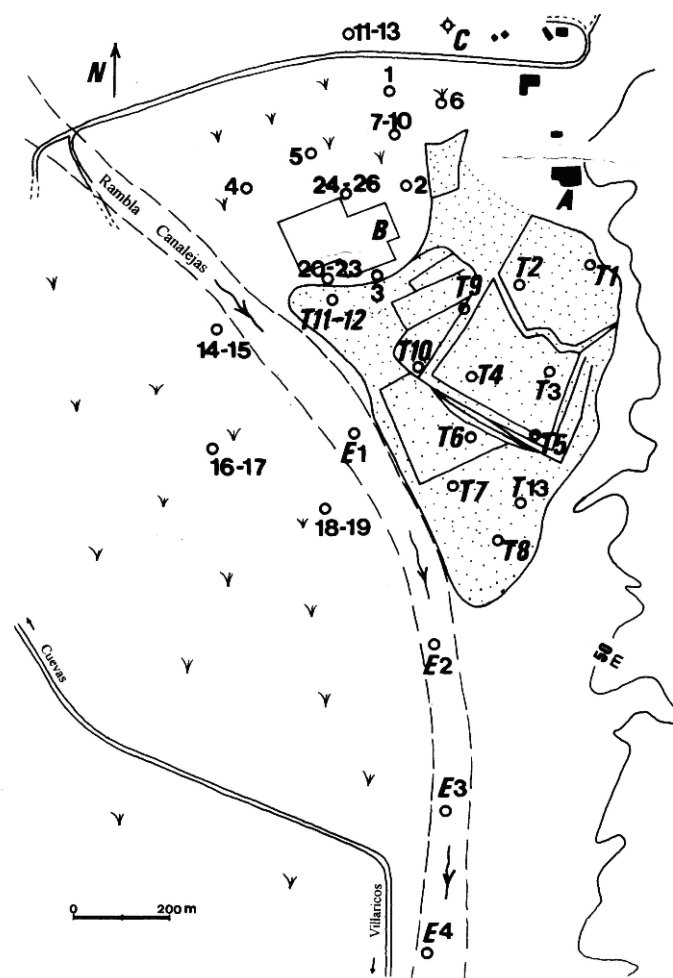 11-13
C
N
1
6
7-10
5
4
24-26
2
A
Rambla
Canalejas
B
20-23
3
T11-12
T9
T2
T1
14-15
T10
T4
T3
E1
T6
T5
16-17
T7
T13
18-19
T8
Cuevas
E2
50 m
E3
0 200 m
Villaricos
E4